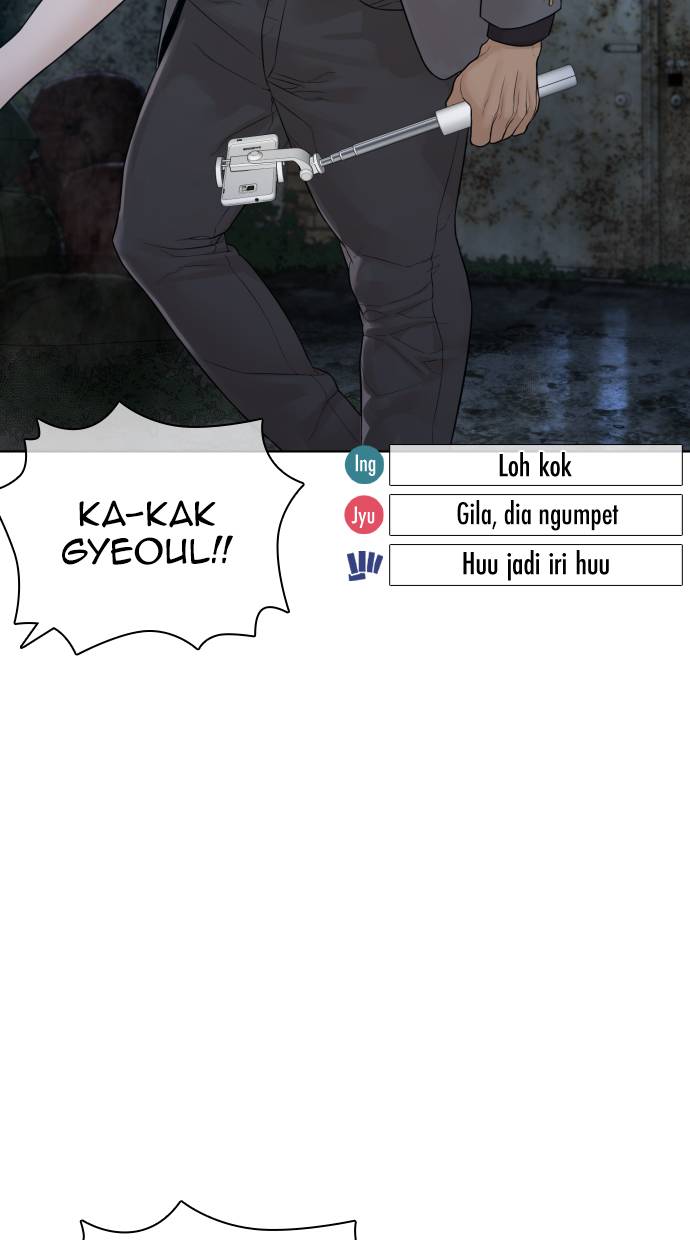 Ing Loh kok
Jyu Gila, dia ngumpet
Huu jadi iri huu
KA-KAK
GYEOUL!!